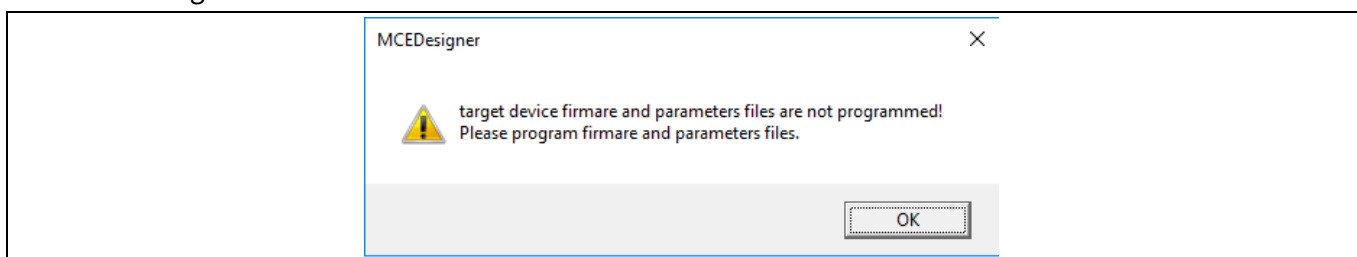 MCEDesigner
target device firmare and parameters files are not programmed!
Please program firmare and parameters files.
OK